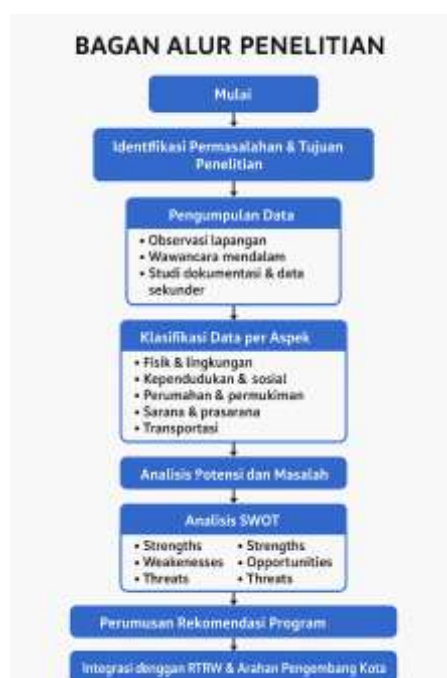 BAGAN ALUR PENELITIAN
Mulai
Identifikasi Permasalahan & Tujuan
Penelitian
Pengumpulan Data
• Observasi lapangan
• Wawancara mendalam
• Studi dokumentasi & data
sekunder
Klasifikasi Data per Aspek
• Fisik & lingkungan
• Kependudukan & sosial
• Perumahan & permukiman
• Sarana & prasarana
• Transportasi
Analisis Potensi dan Masalah
Analisis SWOT
• Strengths • Strengths
• Weakenesses • Opportunities
• Threats • Threats
Perumusan Rekomendasi Program
Integrasi denggan RTRW & Arahan Pengembang Kota